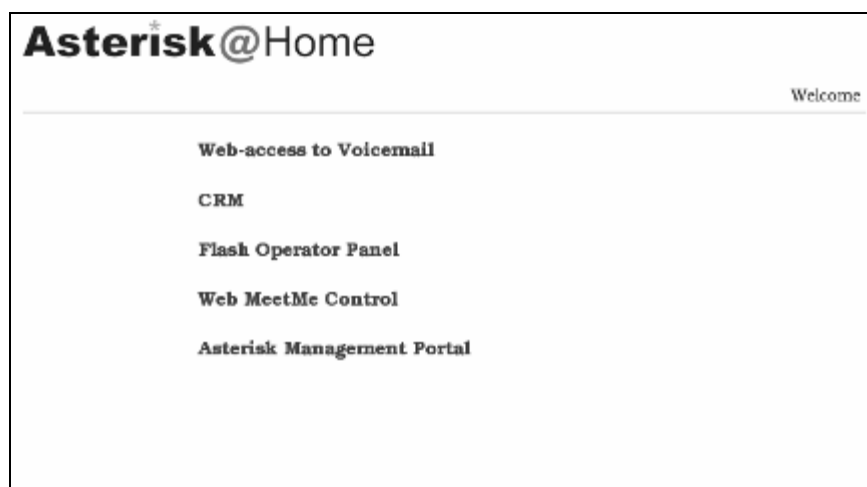 Asterisk@Home
Welcome
Web-access to Voicemail
CRM
Flash Operator Panel
Web MeetMe Control
Asterisk Management Portal